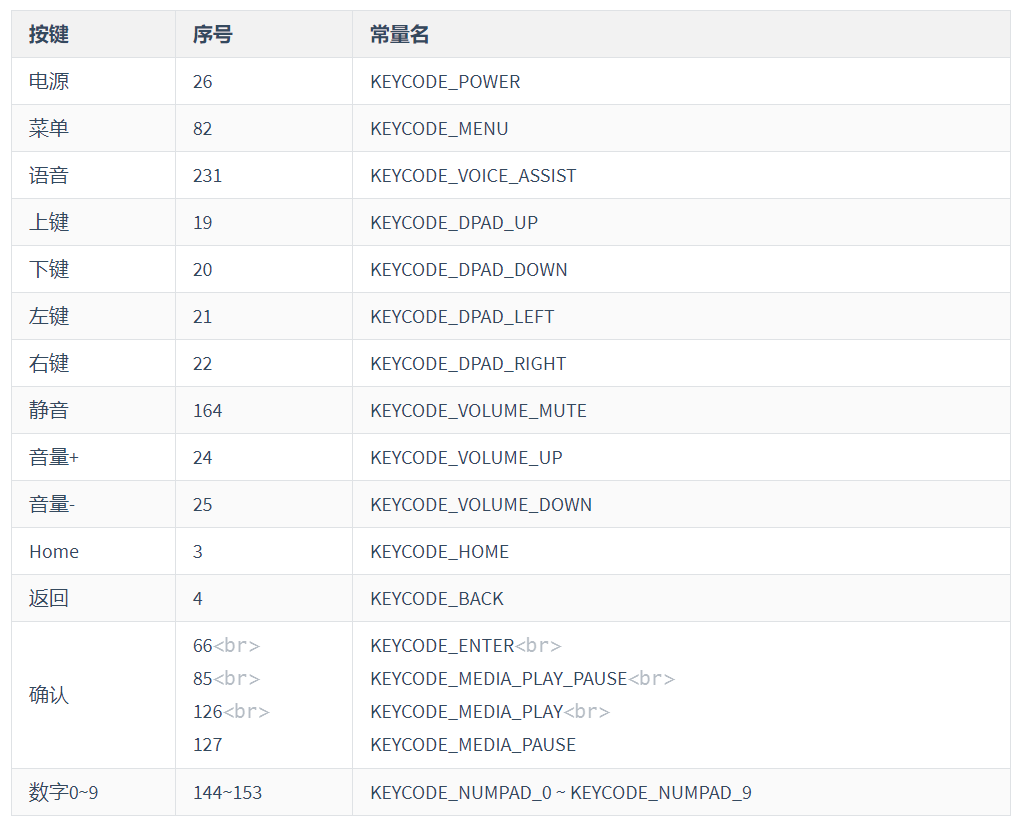 按键 序号 常量名
电源 26 KEYCODE_POWER
菜单 82 KEYCODE_MENU
语音 231 KEYCODE_VOICE_ASSIST
上键 19 KEYCODE_DPAD_UP
下键 20 KEYCODE_DPAD_DOWN
左键 21 KEYCODE_DPAD_LEFT
右键 22 KEYCODE_DPAD_RIGHT
静音 164 KEYCODE_VOLUME_MUTE
音量+ 24 KEYCODE_VOLUME_UP
音量- 25 KEYCODE_VOLUME_DOWN
Home 3 KEYCODE_HOME
返回 4 KEYCODE_BACK
确认
66<br> KEYCODE_ENTER<br>
85<br> KEYCODE_MEDIA_PLAY_PAUSE<br>
126<br> KEYCODE_MEDIA_PLAY<br>
127 KEYCODE_MEDIA_PAUSE
数字0~9 144~153 KEYCODE_NUMPAD_0 ~ KEYCODE_NUMPAD_9